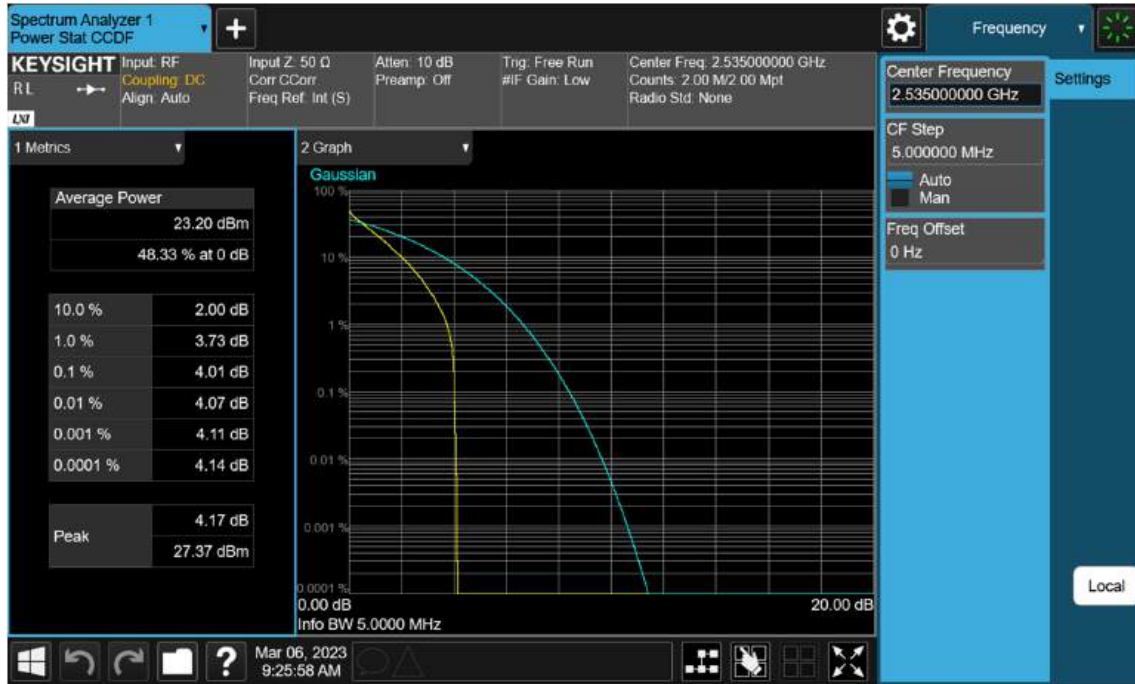 Spectrum Analyzer 1
Power Stat CCDF
+
Frequency
KEYSIGHT
RL
LXI
Input: RF
Coupling: DC
Align: Auto
Input Z: 50 Ω
Corr CCorr
Freq Ref: Int (S)
Atten: 10 dB
Preamp: Off
Trig: Free Run
#IF Gain: Low
Center Freq: 2.535000000 GHz
Counts: 2.00 M/2.00 Mpt
Radio Std: None
Center Frequency
2.535000000 GHz
Settings
CF Step
5.000000 MHz
Auto
Man
Freq Offset
0 Hz
Local
1 Metrics
Average Power
23.20 dBm
48.33 % at 0 dB
10.0 % 2.00 dB
1.0 % 3.73 dB
0.1 % 4.01 dB
0.01 % 4.07 dB
0.001 % 4.11 dB
0.0001 % 4.14 dB
Peak
4.17 dB
27.37 dBm
2 Graph
Gaussian
100 %
10 %
1 %
0.1 %
0.01 %
0.001 %
0.0001 %
0.00 dB 20.00 dB
Info BW 5.0000 MHz
?
Mar 06, 2023
9:25:58 AM